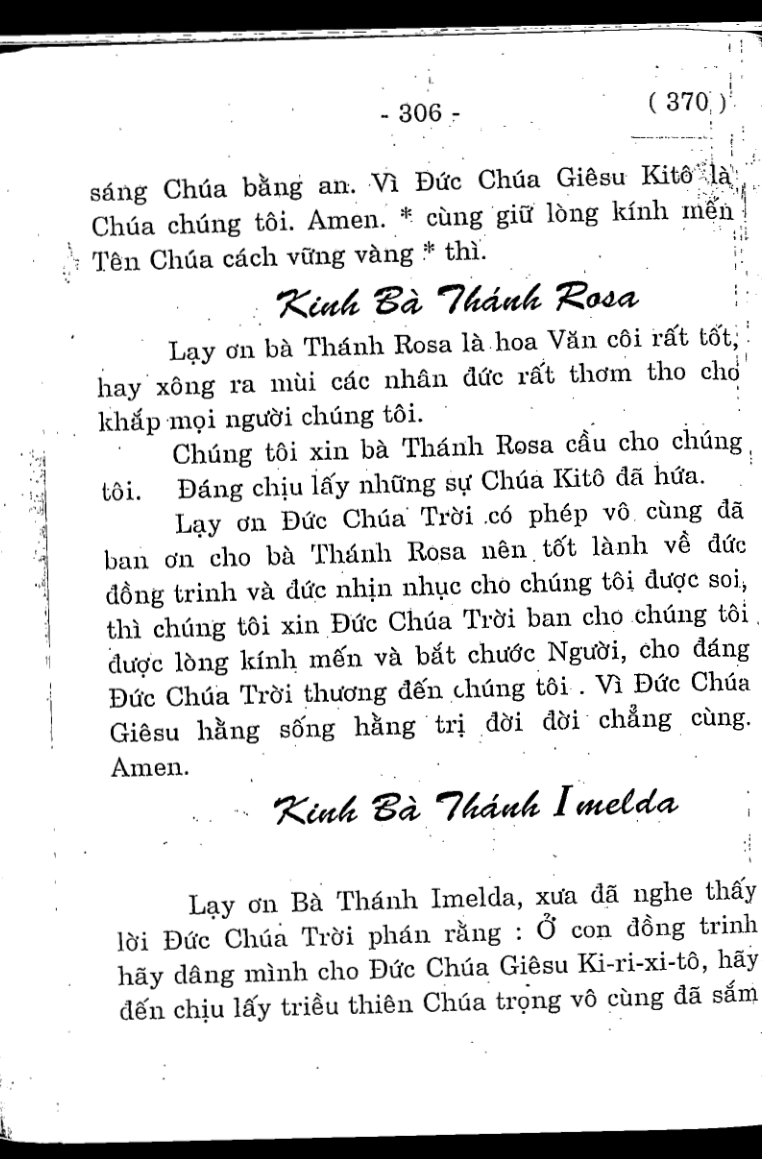 - 306 -
( 370 )
sáng Chúa bằng an. Vì Đức Chúa Giêsu Kitô là
Chúa chúng tôi. Amen. * cùng giữ lòng kính mến
Tên Chúa cách vững vàng * thì.
Kinh Bà Thánh Rosa
Lạy ơn bà Thánh Rosa là hoa Văn côi rất tốt,
hay xông ra mùi các nhân đức rất thơm tho cho
khắp mọi người chúng tôi.
Chúng tôi xin bà Thánh Rosa cầu cho chúng
tôi. Đáng chịu lấy những sự Chúa Kitô đã hứa.
Lạy ơn Đức Chúa Trời có phép vô cùng đã
ban ơn cho bà Thánh Rosa nên tốt lành về đức
đồng trinh và đức nhịn nhục cho chúng tôi được soi,
thì chúng tôi xin Đức Chúa Trời ban cho chúng tôi
được lòng kính mến và bắt chước Người, cho đáng
Đức Chúa Trời thương đến chúng tôi . Vì Đức Chúa
Giêsu hằng sống hằng trị đời đời chẳng cùng.
Amen.
Kinh Bà Thánh Imelda
Lạy ơn Bà Thánh Imelda, xưa đã nghe thấy
lời Đức Chúa Trời phán rằng : Ở con đồng trinh
hãy dâng mình cho Đức Chúa Giêsu Ki-ri-xi-tô, hãy
đến chịu lấy triều thiên Chúa trọng vô cùng đã sắm